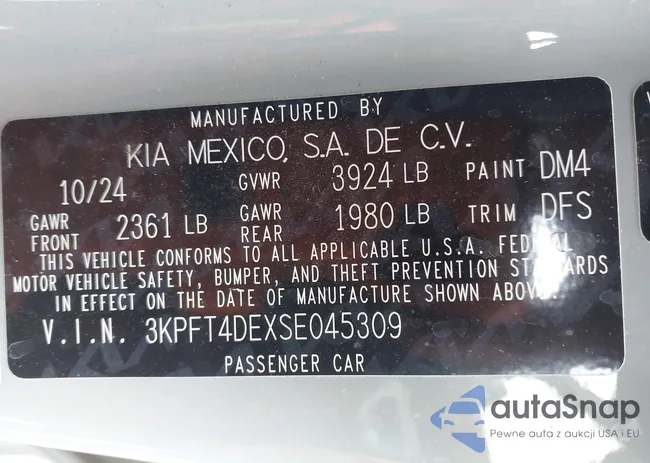 MANUFACTURED BY
KIA MEXICO, S.A. DE C.V.
10/24 GVWR 3924 LB PAINT DM4
GAWR FRONT 2361 LB GAWR REAR 1980 LB TRIM DFS
THIS VEHICLE CONFORMS TO ALL APPLICABLE U.S.A. FEDERAL
MOTOR VEHICLE SAFETY, BUMPER, AND THEFT PREVENTION STANDARDS
IN EFFECT ON THE DATE OF MANUFACTURE SHOWN ABOVE.
V.I.N. 3KPFT4DEXSE045309
PASSENGER CAR
autaSnap
Pewne auta z aukcji USA i EU